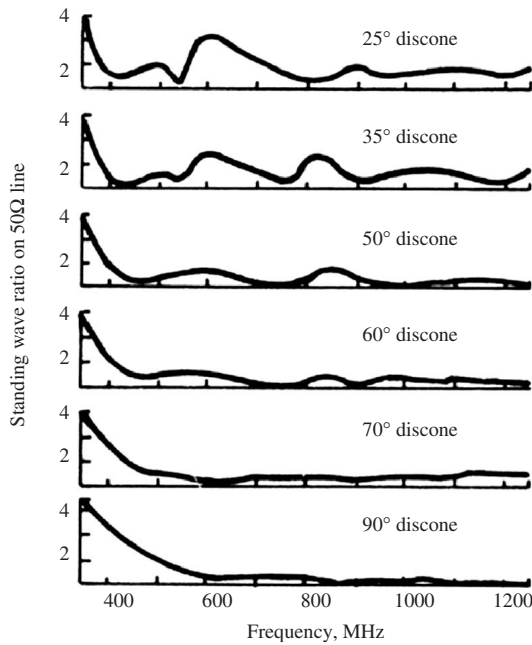 Standing wave ratio on 50Ω line
4
2
25° discone
4
2
35° discone
4
2
50° discone
4
2
60° discone
4
2
70° discone
4
2
90° discone
400 600 800 1000 1200
Frequency, MHz